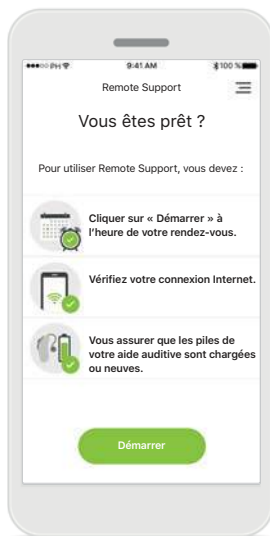 PH 9:41 AM 100 %
Remote Support
Vous êtes prêt ?
Pour utiliser Remote Support, vous devez :
Cliquer sur « Démarrer » à
l’heure de votre rendez-vous.
Vérifiez votre connexion Internet.
Vous assurer que les piles de
votre aide auditive sont chargées
ou neuves.
Démarrer